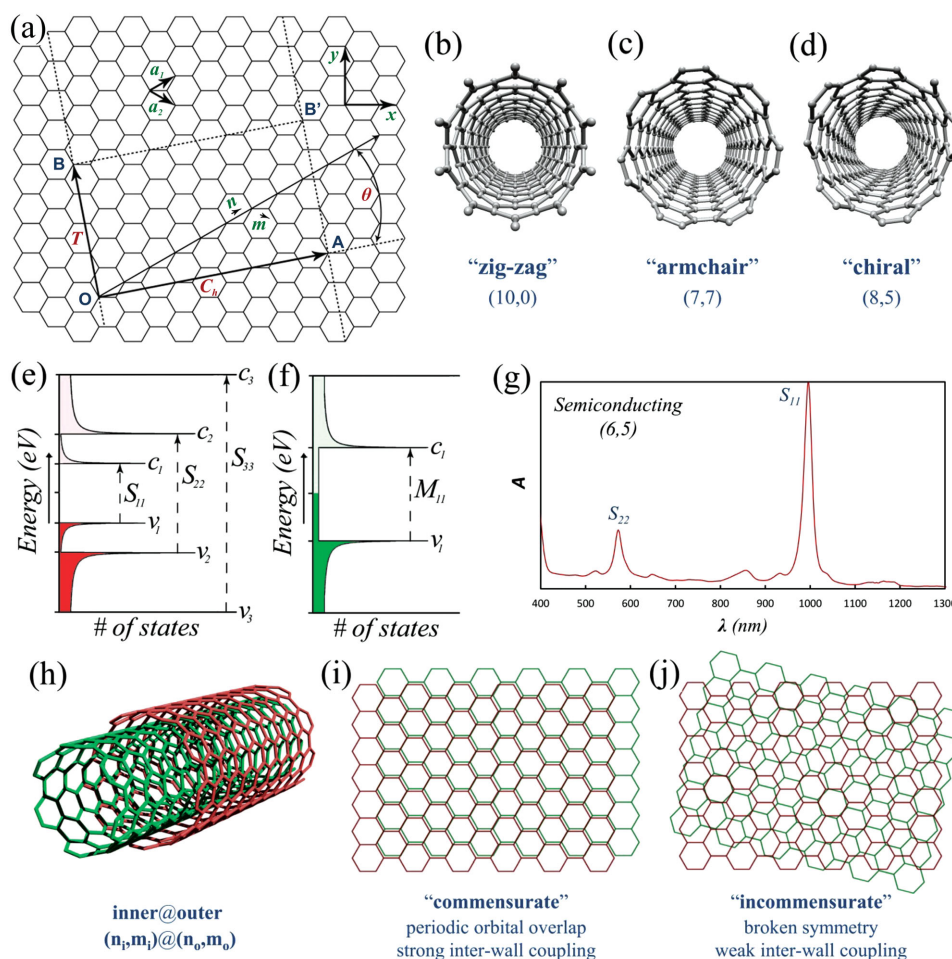 (a)
a₁
a₂
y
x
B
B'
n
m
θ
T
A
C_h
O
(b)
"zig-zag"
(10,0)
(c)
"armchair"
(7,7)
(d)
"chiral"
(8,5)
(e)
Energy (eV)
c₃
c₂
c₁
S₁₁
S₂₂
S₃₃
v₁
v₂
v₃
# of states
(f)
Energy (eV)
c₁
M₁₁
v₁
# of states
(g)
Semiconducting
(6,5)
S₁₁
S₂₂
A
400 500 600 700 800 900 1000 1100 1200 1300
λ (nm)
(h)
inner@outer
(nᵢ,mᵢ)@(nₒ,mₒ)
(i)
"commensurate"
periodic orbital overlap
strong inter-wall coupling
(j)
"incommensurate"
broken symmetry
weak inter-wall coupling